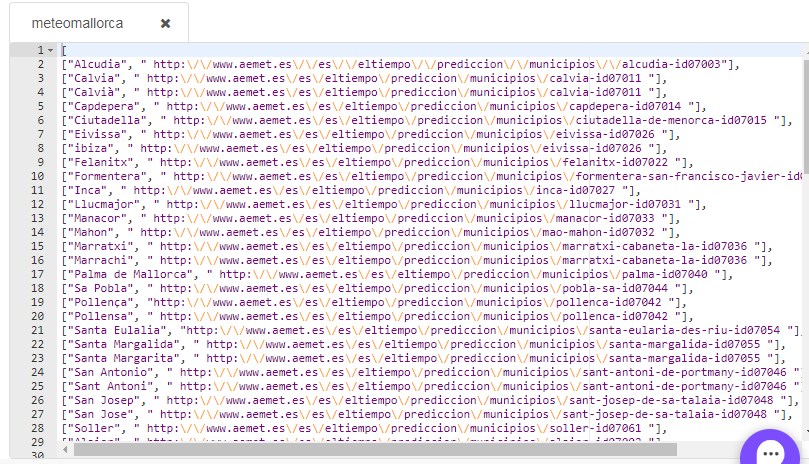 meteomallorca ✖
1 [
2 ["Alcudia", " http:\/\/www.aemet.es\/\/es\/\/eltiempo\/\/prediccion\/\/municipios\/\/alcudia-id07003"],
3 ["Calvia", " http:\/\/www.aemet.es\/es\/eltiempo\/prediccion\/municipios\/calvia-id07011 "],
4 ["Calvià", " http:\/\/www.aemet.es\/es\/eltiempo\/prediccion\/municipios\/calvia-id07011 "],
5 ["Capdepera", " http:\/\/www.aemet.es\/es\/eltiempo\/prediccion\/municipios\/capdepera-id07014 "],
6 ["Ciutadella", " http:\/\/www.aemet.es\/es\/eltiempo\/prediccion\/municipios\/ciutadella-de-menorca-id07015 "],
7 ["Eivissa", " http:\/\/www.aemet.es\/es\/eltiempo\/prediccion\/municipios\/eivissa-id07026 "],
8 ["ibiza", " http:\/\/www.aemet.es\/es\/eltiempo\/prediccion\/municipios\/eivissa-id07026 "],
9 ["Felanitx", " http:\/\/www.aemet.es\/es\/eltiempo\/prediccion\/municipios\/felanitx-id07022 "],
10 ["Formentera", " http:\/\/www.aemet.es\/es\/eltiempo\/prediccion\/municipios\/formentera-san-francisco-javier-id0
11 ["Inca", " http:\/\/www.aemet.es\/es\/eltiempo\/prediccion\/municipios\/inca-id07027 "],
12 ["Llucmajor", " http:\/\/www.aemet.es\/es\/eltiempo\/prediccion\/municipios\/llucmajor-id07031 "],
13 ["Manacor", " http:\/\/www.aemet.es\/es\/eltiempo\/prediccion\/municipios\/manacor-id07033 "],
14 ["Mahon", " http:\/\/www.aemet.es\/es\/eltiempo\/prediccion\/municipios\/mao-mahon-id07032 "],
15 ["Marratxi", " http:\/\/www.aemet.es\/es\/eltiempo\/prediccion\/municipios\/marratxi-cabaneta-la-id07036 "],
16 ["Marrachi", " http:\/\/www.aemet.es\/es\/eltiempo\/prediccion\/municipios\/marratxi-cabaneta-la-id07036 "],
17 ["Palma de Mallorca", " http:\/\/www.aemet.es\/es\/eltiempo\/prediccion\/municipios\/palma-id07040 "],
18 ["Sa Pobla", " http:\/\/www.aemet.es\/es\/eltiempo\/prediccion\/municipios\/pobla-sa-id07044 "],
19 ["Pollença", "http:\/\/www.aemet.es\/es\/eltiempo\/prediccion\/municipios\/pollenca-id07042 "],
20 ["Pollensa", " http:\/\/www.aemet.es\/es\/eltiempo\/prediccion\/municipios\/pollenca-id07042 "],
21 ["Santa Eulalia", "http:\/\/www.aemet.es\/es\/eltiempo\/prediccion\/municipios\/santa-eularia-des-riu-id07054 "]
22 ["Santa Margalida", " http:\/\/www.aemet.es\/es\/eltiempo\/prediccion\/municipios\/santa-margalida-id07055 "],
23 ["Santa Margarita", " http:\/\/www.aemet.es\/es\/eltiempo\/prediccion\/municipios\/santa-margalida-id07055 "],
24 ["San Antonio", " http:\/\/www.aemet.es\/es\/eltiempo\/prediccion\/municipios\/sant-antoni-de-portmany-id07046 "]
25 ["Sant Antoni", " http:\/\/www.aemet.es\/es\/eltiempo\/prediccion\/municipios\/sant-antoni-de-portmany-id07046 "]
26 ["San Josep", " http:\/\/www.aemet.es\/es\/eltiempo\/prediccion\/municipios\/sant-josep-de-sa-talaia-id07048 "],
27 ["San Jose", " http:\/\/www.aemet.es\/es\/eltiempo\/prediccion\/municipios\/sant-josep-de-sa-talaia-id07048 "],
28 ["Soller", " http:\/\/www.aemet.es\/es\/eltiempo\/prediccion\/municipios\/soller-id07061 "],
29
30